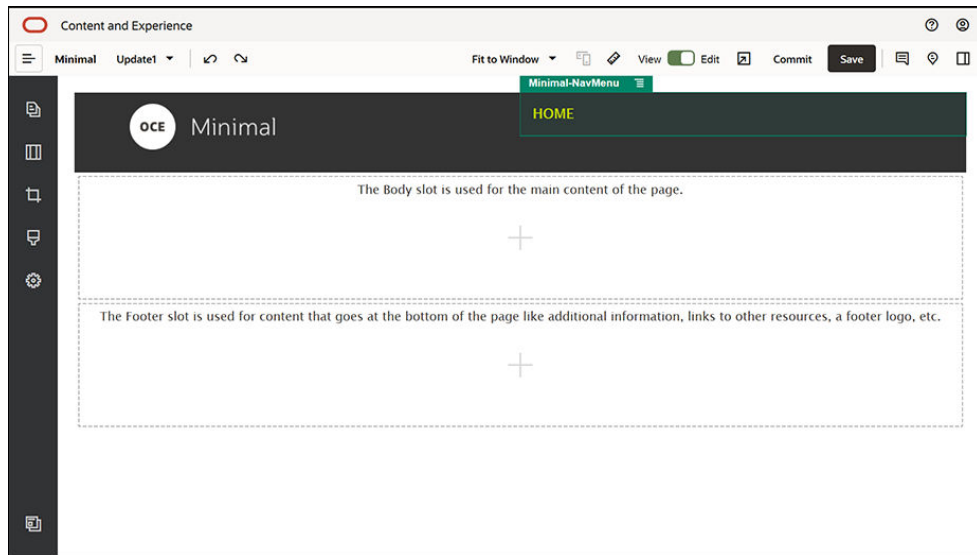 Content and Experience
Minimal Update1 Fit to Window View Edit Commit Save
Minimal-NavMenu
HOME
OCE Minimal
The Body slot is used for the main content of the page.
The Footer slot is used for content that goes at the bottom of the page like additional information, links to other resources, a footer logo, etc.